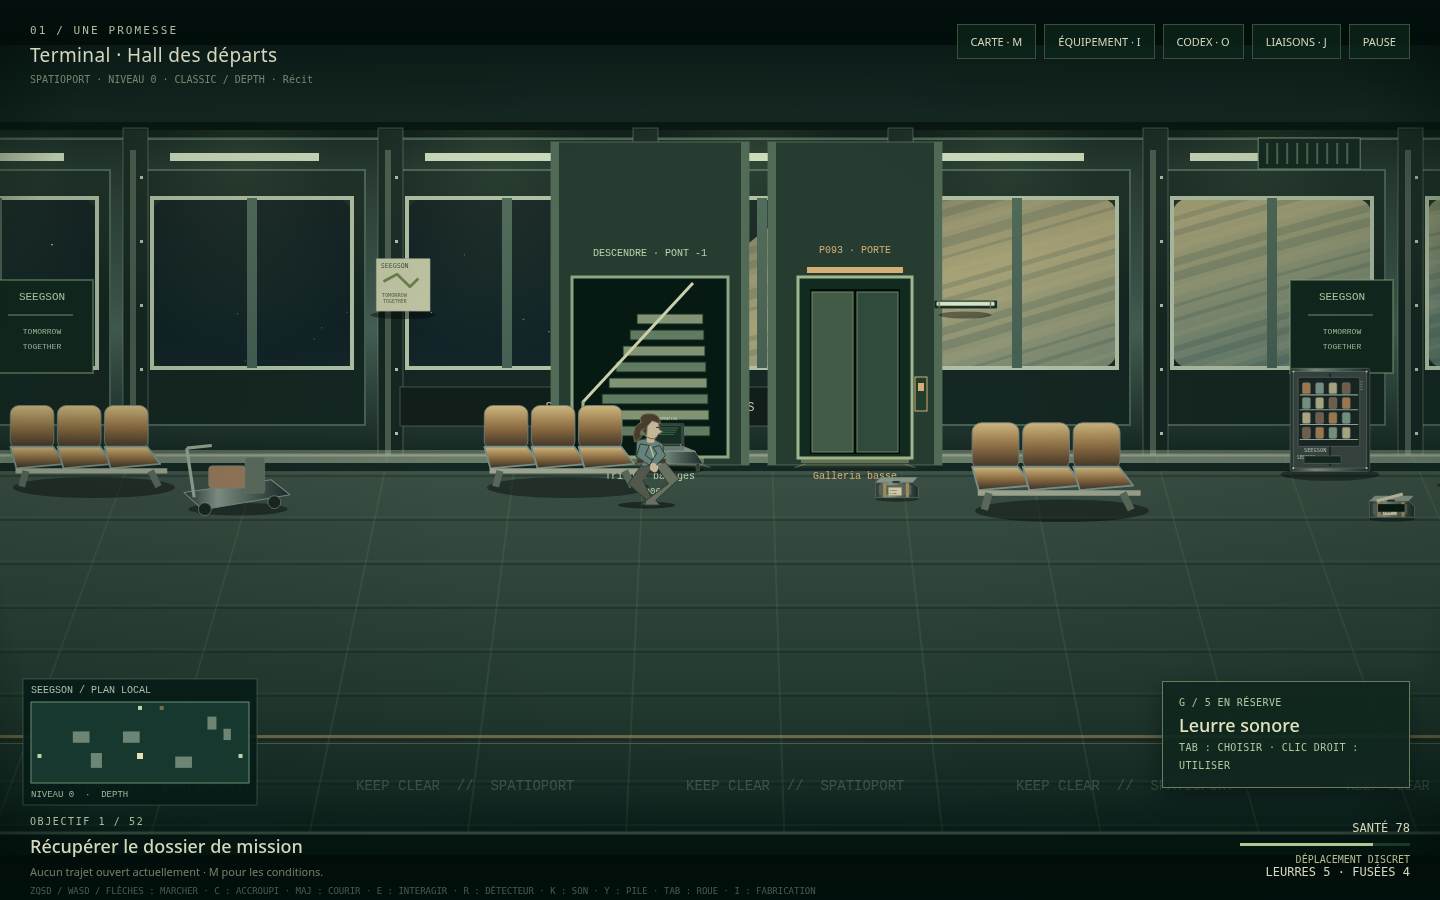 01 / UNE PROMESSE
Terminal · Hall des départs
SPATIOPORT · NIVEAU 0 · CLASSIC / DEPTH · Récit
CARTE · M
ÉQUIPEMENT · I
CODEX · O
LIAISONS · J
PAUSE
DESCENDRE · PONT -1
P093 · PORTE
SEEGSON
TOMORROW
TOGETHER
SEEGSON
TOMORROW
TOGETHER
SEEGSON
TOMORROW
TOGETHER
Galleria basse
SEEGSON
SEEGSON / PLAN LOCAL
NIVEAU 0 · DEPTH
G / 5 EN RÉSERVE
Leurre sonore
TAB : CHOISIR · CLIC DROIT :
UTILISER
KEEP CLEAR // SPATIOPORT
KEEP CLEAR // SPATIOPORT
KEEP CLEAR //
OBJECTIF 1 / 52
Récupérer le dossier de mission
Aucun trajet ouvert actuellement · M pour les conditions.
ZQSD / WASD / FLÈCHES : MARCHER · C : ACCROUPI · MAJ : COURIR · E : INTERAGIR · R : DÉTECTEUR · K : SON · Y : PILE · TAB : ROUE · I : FABRICATION
SANTÉ 78
DÉPLACEMENT DISCRET
LEURRES 5 · FUSÉES 4